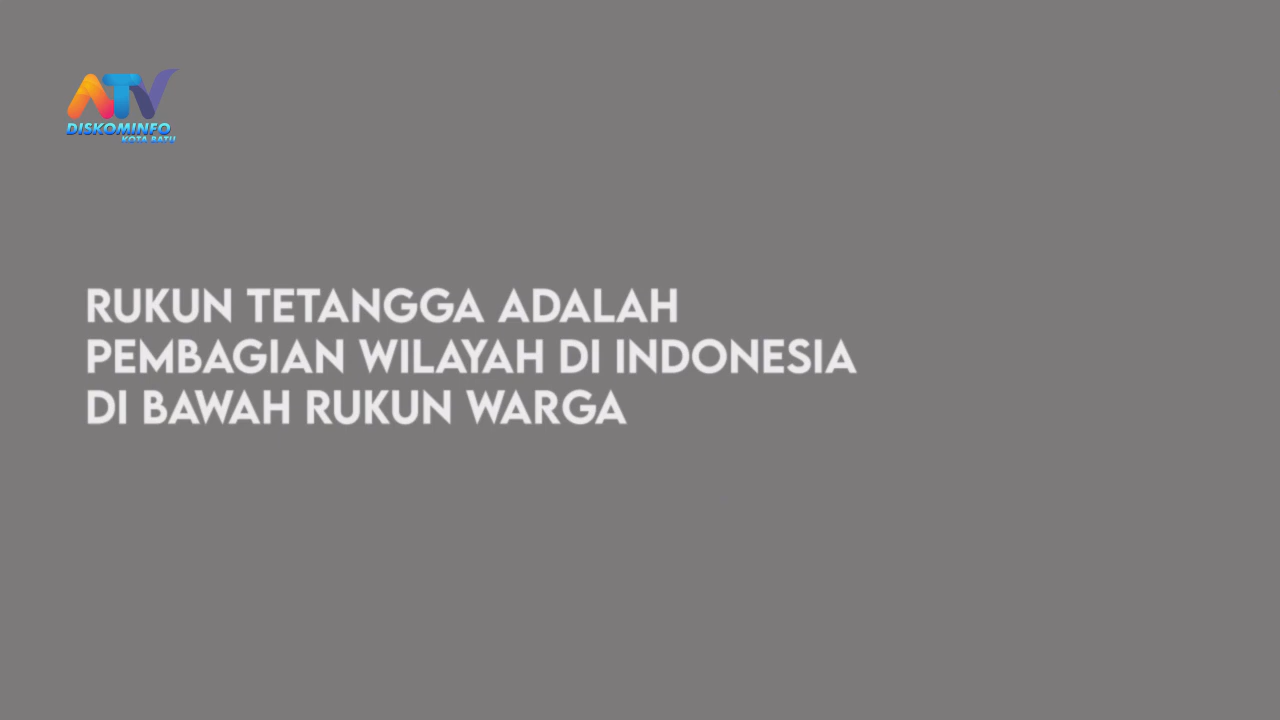 ATV
DISKOMINFO
KOTA BATU
RUKUN TETANGGA ADALAH
PEMBAGIAN WILAYAH DI INDONESIA
DI BAWAH RUKUN WARGA